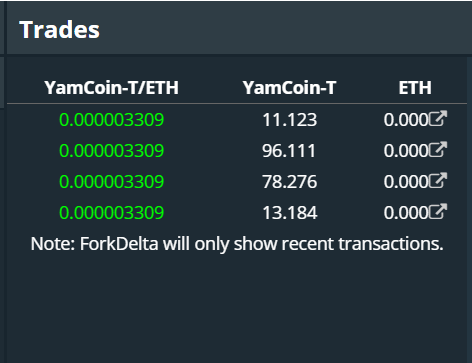 Trades
YamCoin-T/ETH YamCoin-T ETH
0.000003309 11.123 0.000
0.000003309 96.111 0.000
0.000003309 78.276 0.000
0.000003309 13.184 0.000
Note: ForkDelta will only show recent transactions.